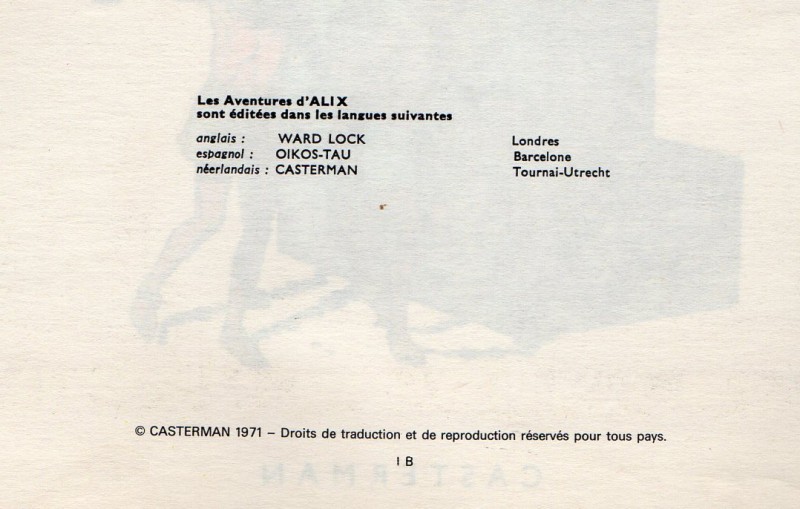 Les Aventures d'ALIX
sont éditées dans les langues suivantes
anglais : WARD LOCK Londres
espagnol : OIKOS-TAU Barcelone
néerlandais : CASTERMAN Tournai-Utrecht
© CASTERMAN 1971 – Droits de traduction et de reproduction réservés pour tous pays.
I B
CASTERMAN